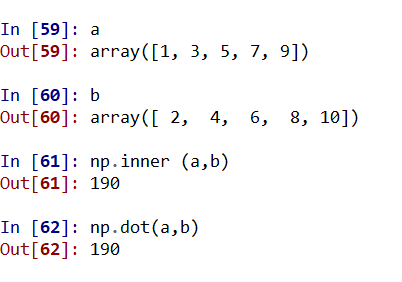 In [59]: a
Out[59]: array([1, 3, 5, 7, 9])
In [60]: b
Out[60]: array([ 2,  4,  6,  8, 10])
In [61]: np.inner (a,b)
Out[61]: 190
In [62]: np.dot(a,b)
Out[62]: 190